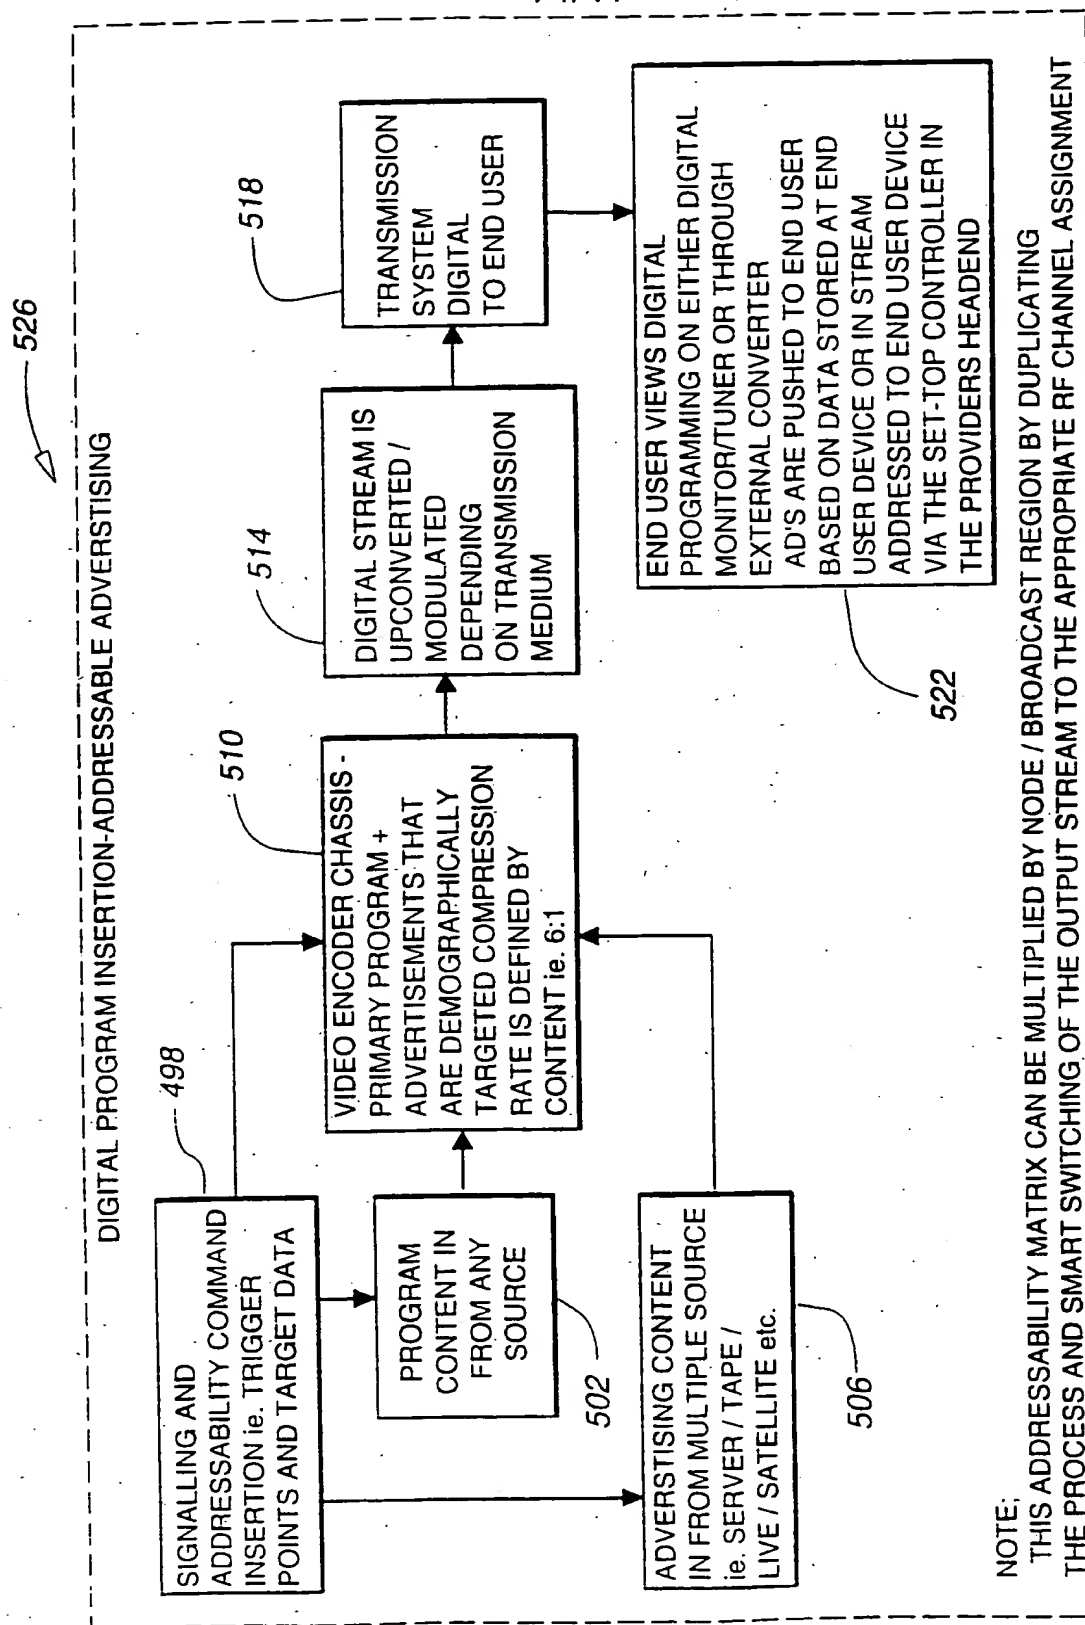 526
DIGITAL PROGRAM INSERTION-ADDRESSABLE ADVERSTISING
498
SIGNALLING AND
ADDRESSABILITY COMMAND
INSERTION ie. TRIGGER
POINTS AND TARGET DATA
PROGRAM
CONTENT IN
FROM ANY
SOURCE
502
ADVERSTISING CONTENT
IN FROM MULTIPLE SOURCE
ie. SERVER / TAPE /
LIVE / SATELLITE etc.
506
510
VIDEO ENCODER CHASSIS -
PRIMARY PROGRAM +
ADVERTISEMENTS THAT
ARE DEMOGRAPHICALLY
TARGETED COMPRESSION
RATE IS DEFINED BY
CONTENT ie. 6:1
514
DIGITAL STREAM IS
UPCONVERTED /
MODULATED
DEPENDING
ON TRANSMISSION
MEDIUM
518
TRANSMISSION
SYSTEM
DIGITAL
TO END USER
END USER VIEWS DIGITAL
PROGRAMMING ON EITHER DIGITAL
MONITOR/TUNER OR THROUGH
EXTERNAL CONVERTER
AD'S ARE PUSHED TO END USER
BASED ON DATA STORED AT END
USER DEVICE OR IN STREAM
ADDRESSED TO END USER DEVICE
VIA THE SET-TOP CONTROLLER IN
THE PROVIDERS HEADEND
522
NOTE;
THIS ADDRESSABILITY MATRIX CAN BE MULTIPLIED BY NODE / BROADCAST REGION BY DUPLICATING
THE PROCESS AND SMART SWITCHING OF THE OUTPUT STREAM TO THE APPROPRIATE RF CHANNEL ASSIGNMENT